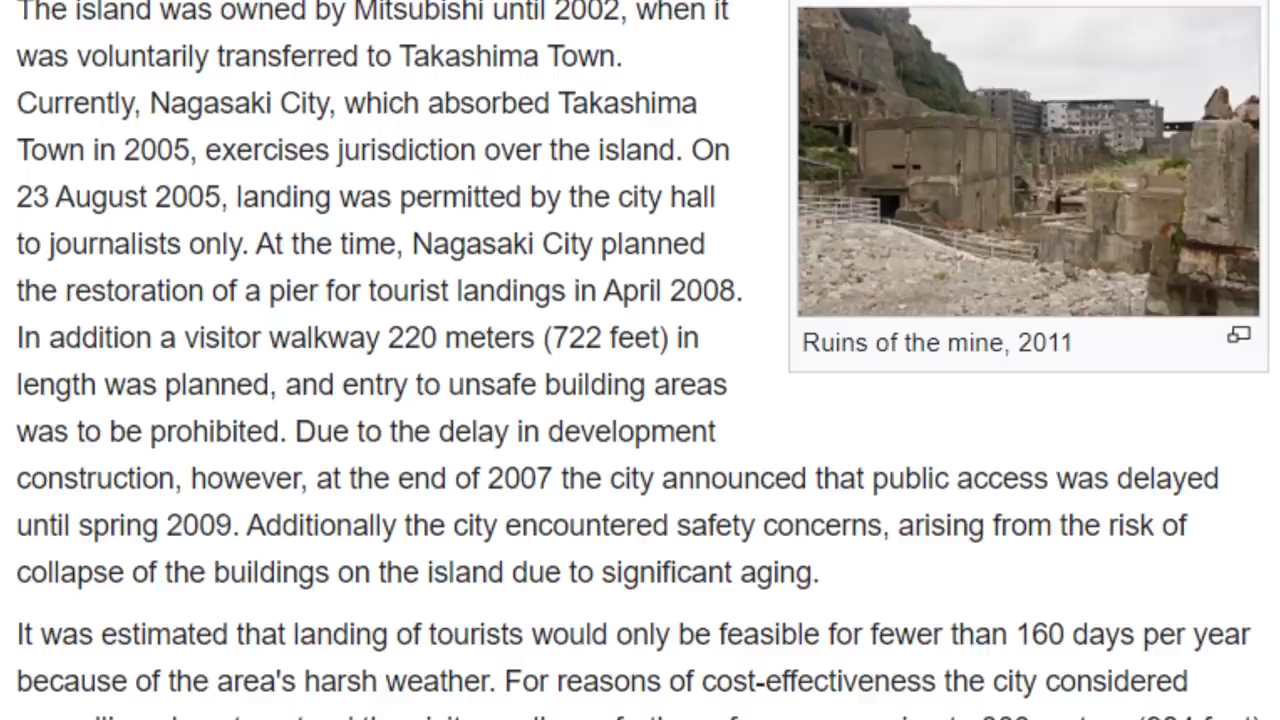 The island was owned by Mitsubishi until 2002, when it
was voluntarily transferred to Takashima Town.
Currently, Nagasaki City, which absorbed Takashima
Town in 2005, exercises jurisdiction over the island. On
23 August 2005, landing was permitted by the city hall
to journalists only. At the time, Nagasaki City planned
the restoration of a pier for tourist landings in April 2008.
In addition a visitor walkway 220 meters (722 feet) in
length was planned, and entry to unsafe building areas
was to be prohibited. Due to the delay in development
construction, however, at the end of 2007 the city announced that public access was delayed
until spring 2009. Additionally the city encountered safety concerns, arising from the risk of
collapse of the buildings on the island due to significant aging.
Ruins of the mine, 2011
It was estimated that landing of tourists would only be feasible for fewer than 160 days per year
because of the area's harsh weather. For reasons of cost-effectiveness the city considered